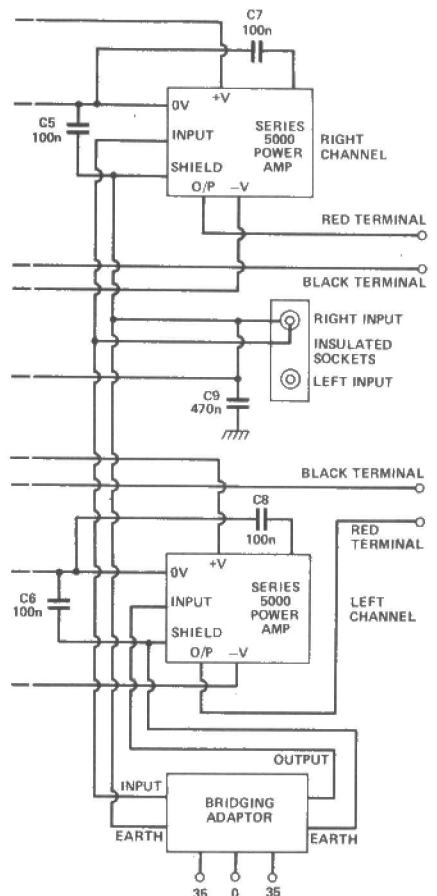 C7
100n
C5
100n
0V
+V
INPUT
SERIES
5000
POWER
AMP
SHIELD
O/P
–V
RIGHT
CHANNEL
RED TERMINAL
BLACK TERMINAL
RIGHT INPUT
INSULATED
SOCKETS
LEFT INPUT
C9
470n
BLACK TERMINAL
C8
100n
RED
TERMINAL
C6
100n
0V
+V
INPUT
SERIES
5000
POWER
AMP
SHIELD
O/P
–V
LEFT
CHANNEL
OUTPUT
INPUT
BRIDGING
ADAPTOR
EARTH
EARTH
35
0
35